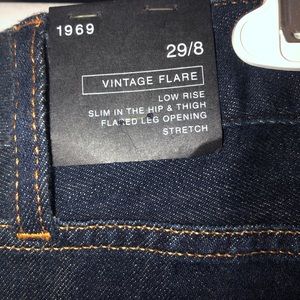 1969
29/8
VINTAGE FLARE
LOW RISE
SLIM IN THE HIP & THIGH
FLARED LEG OPENING
STRETCH